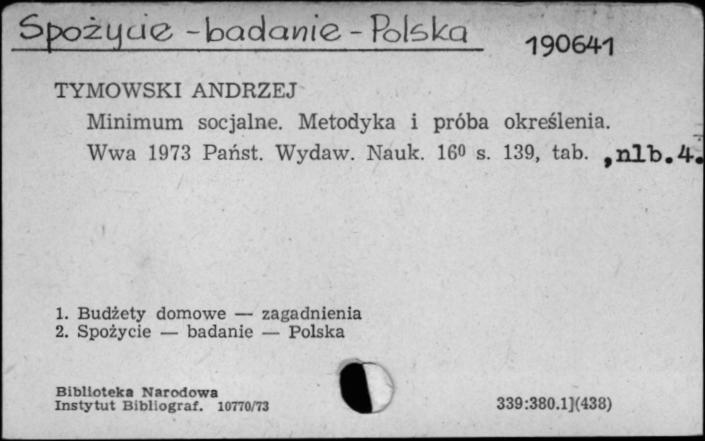 Spożycie - badanie - Polska
190641
TYMOWSKI ANDRZEJ
Minimum socjalne. Metodyka i próba określenia.
Wwa 1973 Państ. Wydaw. Nauk. 16⁰ s. 139, tab. , nlb. 4.
1. Budżety domowe — zagadnienia
2. Spożycie — badanie — Polska
Biblioteka Narodowa
Instytut Bibliograf. 10770/73
339:380.1](438)